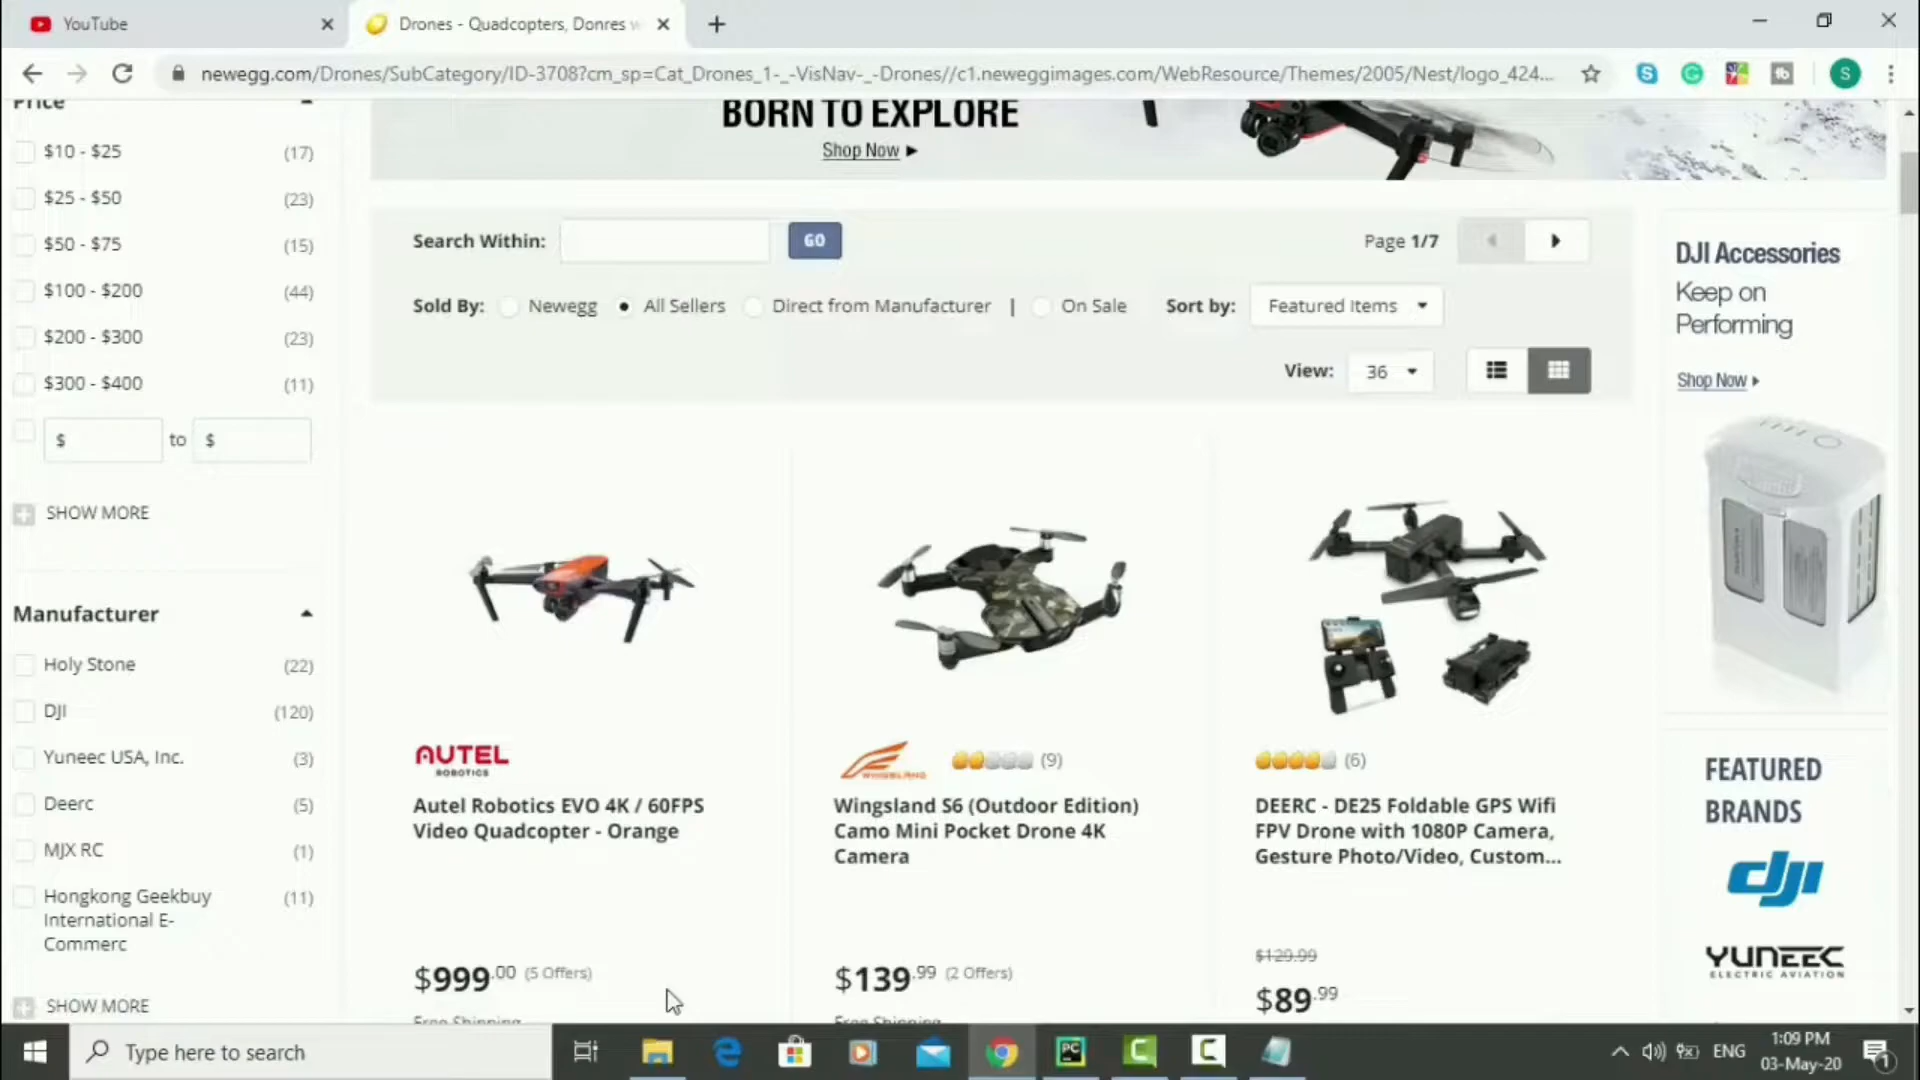 YouTube
Drones - Quadcopters, Donres w
newegg.com/Drones/SubCategory/ID-3708?cm_sp=Cat_Drones_1-_-VisNav-_-Drones//c1.neweggimages.com/WebResource/Themes/2005/Nest/logo_424...
S
Price
$10 - $25 (17)
$25 - $50 (23)
$50 - $75 (15)
$100 - $200 (44)
$200 - $300 (23)
$300 - $400 (11)
$ to $
SHOW MORE
Manufacturer
Holy Stone (22)
DJI (120)
Yuneec USA, Inc. (3)
Deerc (5)
MJX RC (1)
Hongkong Geekbuy (11)
International E-
Commerc
SHOW MORE
BORN TO EXPLORE
Shop Now
Search Within: GO Page 1/7
Sold By: Newegg All Sellers Direct from Manufacturer | On Sale Sort by: Featured Items
View: 36
AUTEL
ROBOTICS
Autel Robotics EVO 4K / 60FPS
Video Quadcopter - Orange
$999.00 (5 Offers)
Free Shipping
WINGSLAND (9)
Wingsland S6 (Outdoor Edition)
Camo Mini Pocket Drone 4K
Camera
$139.99 (2 Offers)
Free Shipping
(6)
DEERC - DE25 Foldable GPS Wifi
FPV Drone with 1080P Camera,
Gesture Photo/Video, Custom...
$129.99
$89.99
DJI Accessories
Keep on
Performing
Shop Now
FEATURED
BRANDS
dji
YUNEEC
ELECTRIC AVIATION
Type here to search
PC
ENG
1:09 PM
03-May-20
1